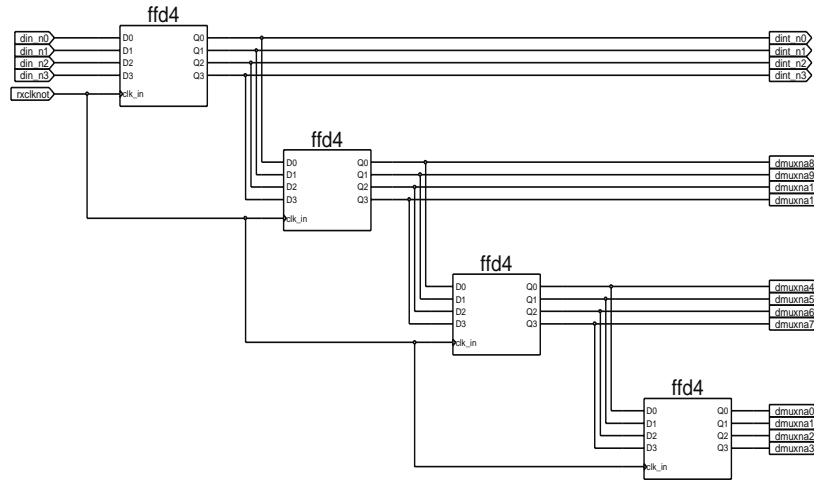 ffd4
din_n0 D0 Q0 dint_n0
din_n1 D1 Q1 dint_n1
din_n2 D2 Q2 dint_n2
din_n3 D3 Q3 dint_n3
rxclknot clk_in
ffd4
D0 Q0 dmuxna8
D1 Q1 dmuxna9
D2 Q2 dmuxna1
D3 Q3 dmuxna1
clk_in
ffd4
D0 Q0 dmuxna4
D1 Q1 dmuxna5
D2 Q2 dmuxna6
D3 Q3 dmuxna7
clk_in
ffd4
D0 Q0 dmuxna0
D1 Q1 dmuxna1
D2 Q2 dmuxna2
D3 Q3 dmuxna3
clk_in